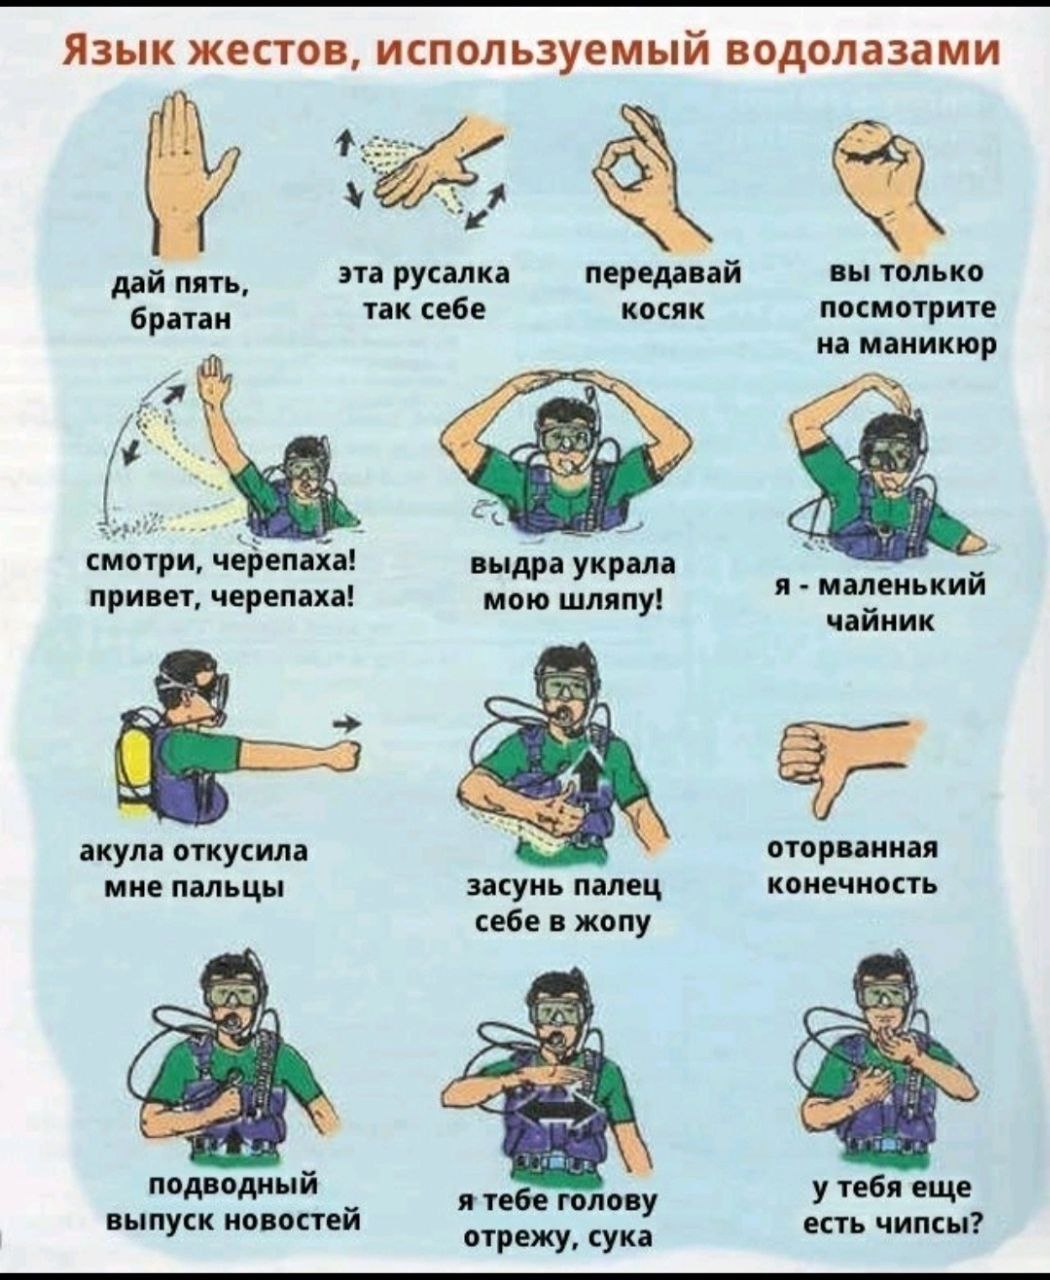 Язык жестов, используемый водолазами
дай пять,
братан
эта русалка
так себе
передавай
косяк
вы только
посмотрите
на маникюр
смотри, черепаха!
привет, черепаха!
выдра украла
мою шляпу!
я - маленький
чайник
акула откусила
мне пальцы
засунь палец
себе в жопу
оторванная
конечность
подводный
выпуск новостей
я тебе голову
отрежу, сука
у тебя еще
есть чипсы?